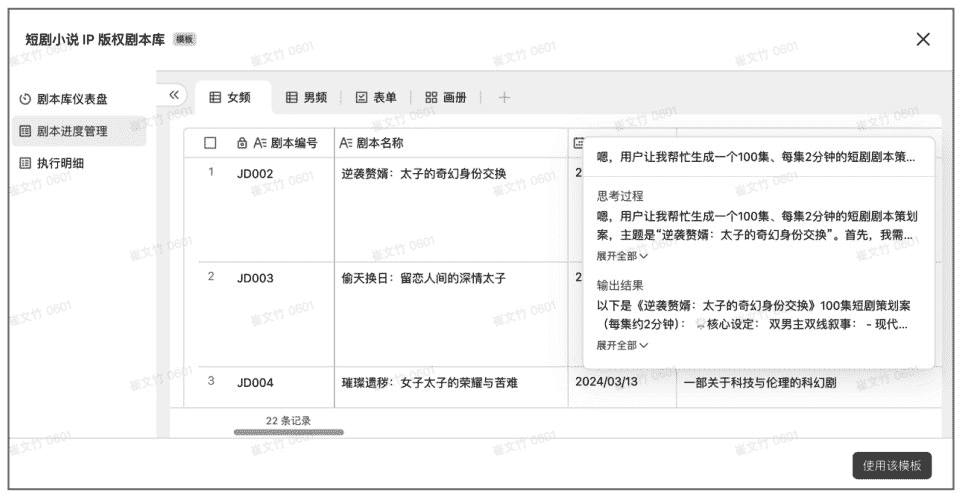 短剧小说 IP 版权剧本库 模板
剧本库仪表盘
剧本进度管理
执行明细
女频 男频 表单 画册
剧本编号 剧本名称
1 JD002 逆袭赘婿：太子的奇幻身份交换 2
2 JD003 偷天换日：留恋人间的深情太子 2
3 JD004 璀璨遗秽：女子太子的荣耀与苦难 2024/03/13 一部关于科技与伦理的科幻剧
22 条记录
嗯，用户让我帮忙生成一个100集、每集2分钟的短剧剧本策...
思考过程
嗯，用户让我帮忙生成一个100集、每集2分钟的短剧剧本策划
案，主题是“逆袭赘婿：太子的奇幻身份交换”。首先，我需...
展开全部
输出结果
以下是《逆袭赘婿：太子的奇幻身份交换》100集短剧策划案
（每集约2分钟）： 核心设定： 双男主双线叙事： - 现代...
展开全部
使用该模板
崔文竹 0601